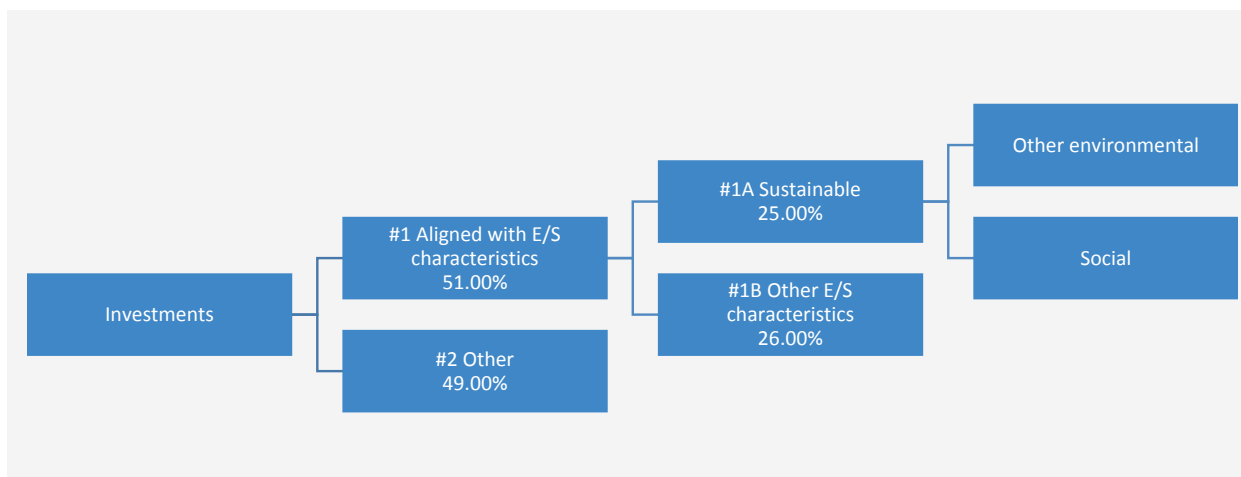 Investments
#1 Aligned with E/S
characteristics
51.00%
#2 Other
49.00%
#1A Sustainable
25.00%
#1B Other E/S
characteristics
26.00%
Other environmental
Social